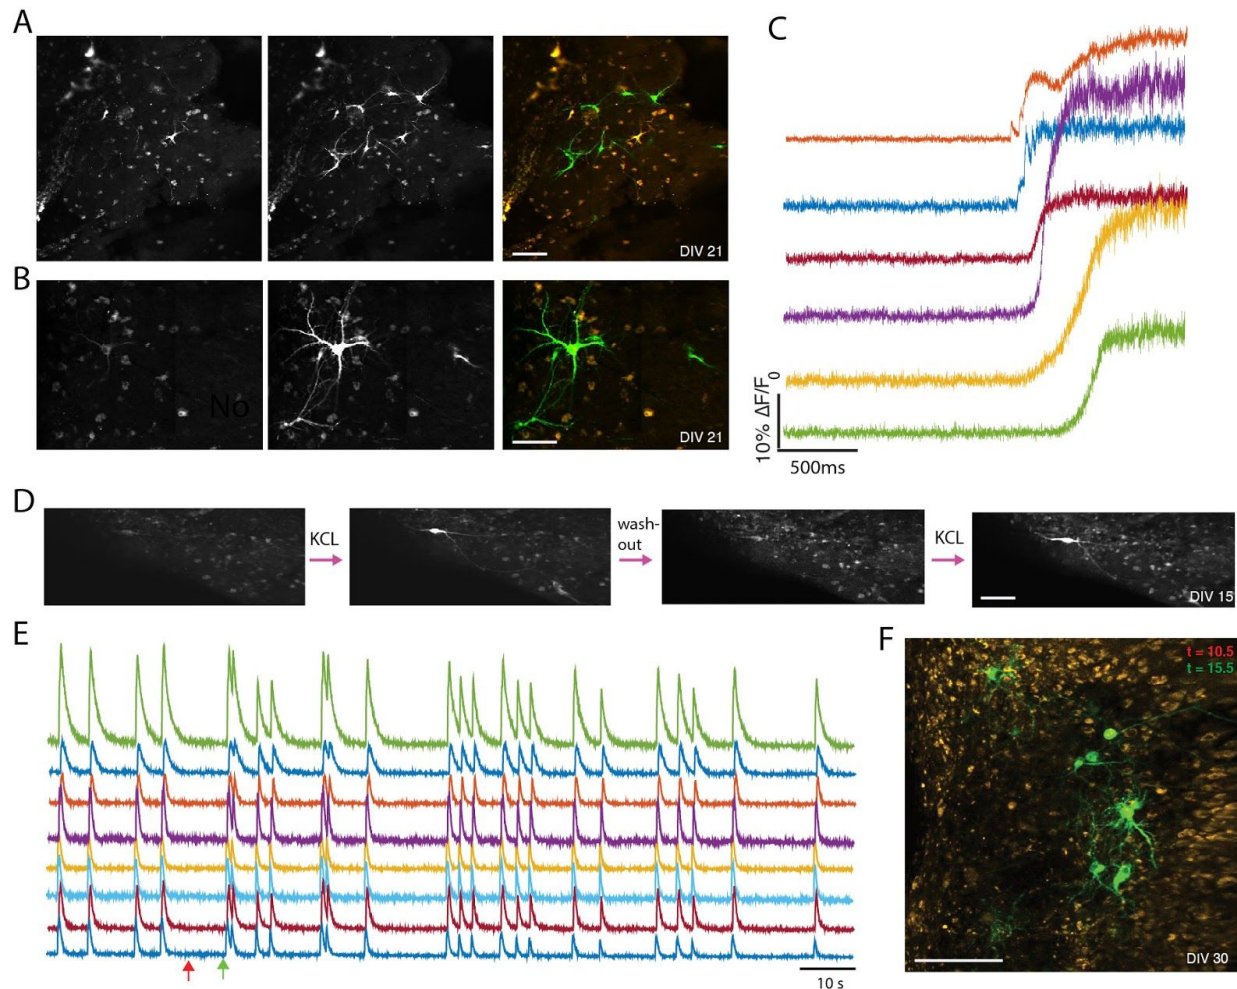 A
DIV 21
B
No
DIV 21
C
10% ΔF/F0
500ms
D
KCL
wash-
out
KCL
DIV 15
E
10 s
F
t = 10.5
t = 15.5
DIV 30